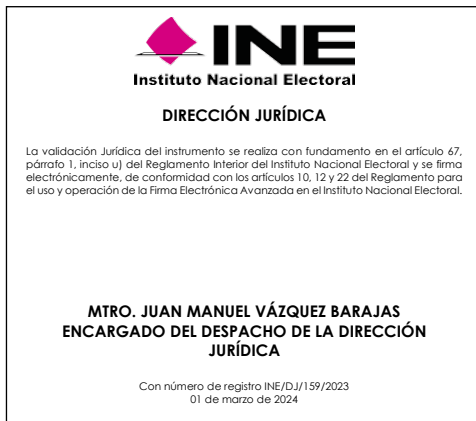 INE
Instituto Nacional Electoral
DIRECCIÓN JURÍDICA
La validación Jurídica del instrumento se realiza con fundamento en el artículo 67,
párrafo 1, inciso u) del Reglamento Interior del Instituto Nacional Electoral y se firma
electrónicamente, de conformidad con los artículos 10, 12 y 22 del Reglamento para
el uso y operación de la Firma Electrónica Avanzada en el Instituto Nacional Electoral.
MTRO. JUAN MANUEL VÁZQUEZ BARAJAS
ENCARGADO DEL DESPACHO DE LA DIRECCIÓN
JURÍDICA
Con número de registro INE/DJ/159/2023
01 de marzo de 2024